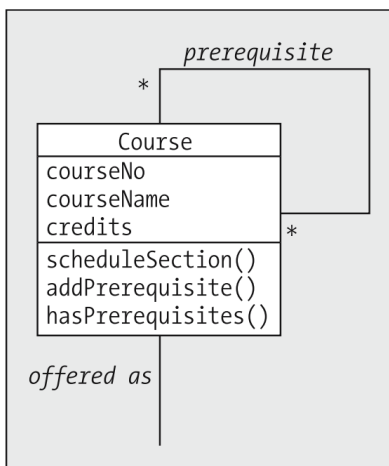 prerequisite
*
Course
courseNo
courseName
credits
*
scheduleSection()
addPrerequisite()
hasPrerequisites()
offered as